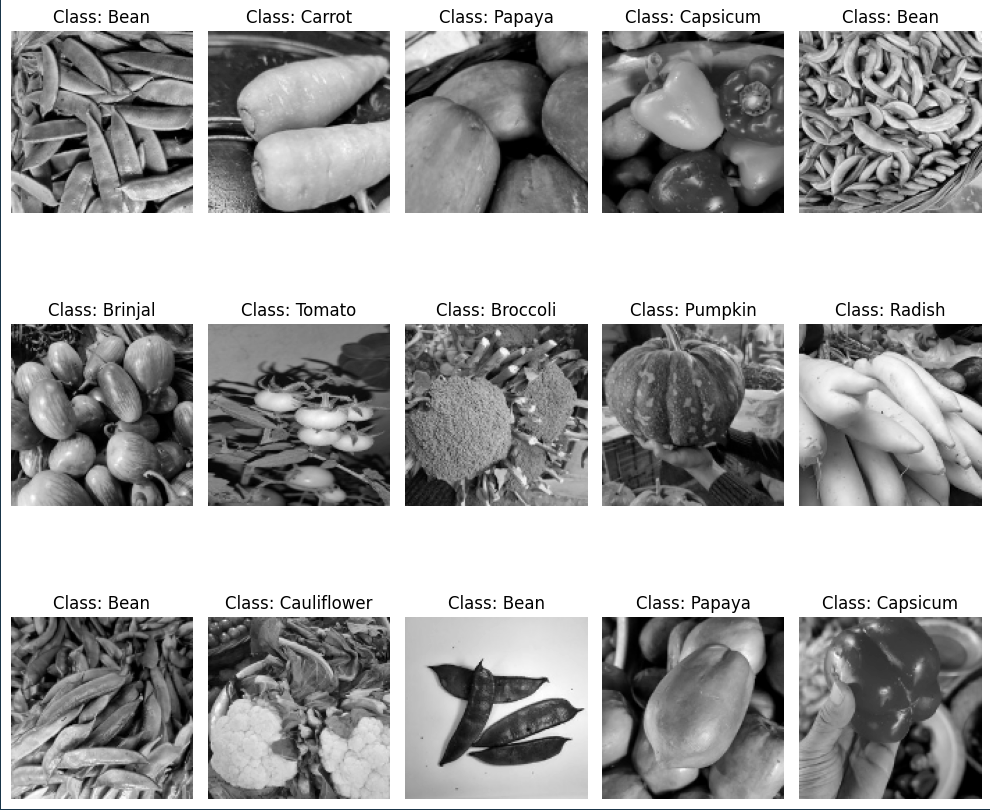 Class: Bean
Class: Carrot
Class: Papaya
Class: Capsicum
Class: Bean
Class: Brinjal
Class: Tomato
Class: Broccoli
Class: Pumpkin
Class: Radish
Class: Bean
Class: Cauliflower
Class: Bean
Class: Papaya
Class: Capsicum